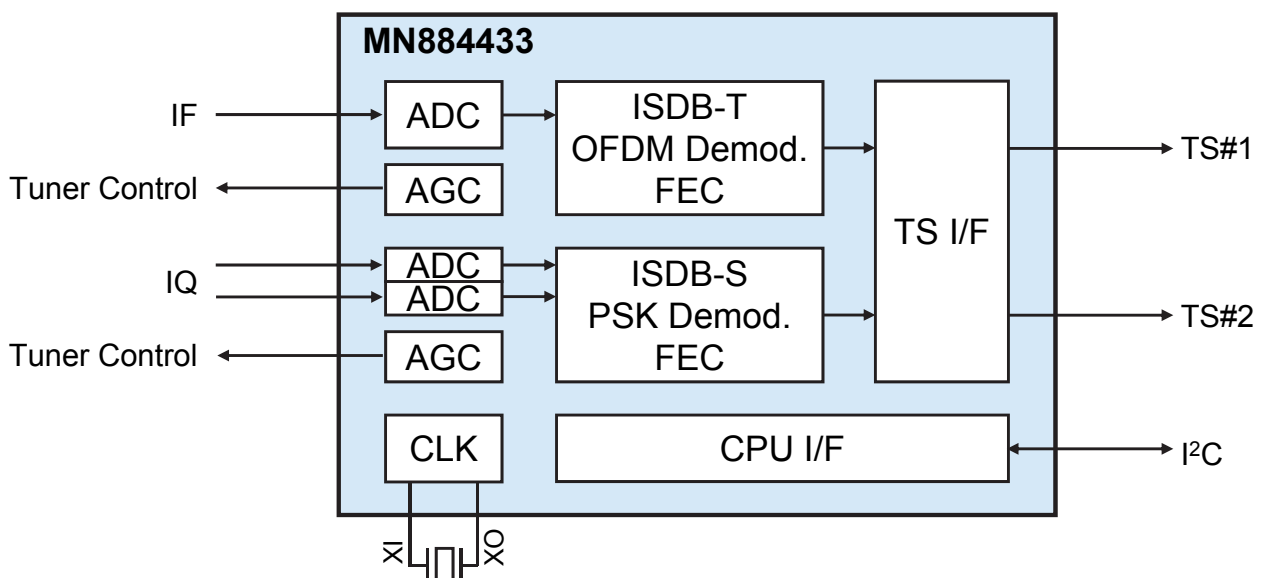 MN884433
IF
ADC
ISDB-T
OFDM Demod.
FEC
TS#1
Tuner Control
AGC
TS I/F
IQ
ADC
ADC
ISDB-S
PSK Demod.
FEC
TS#2
Tuner Control
AGC
CLK
CPU I/F
I²C
XI
XO